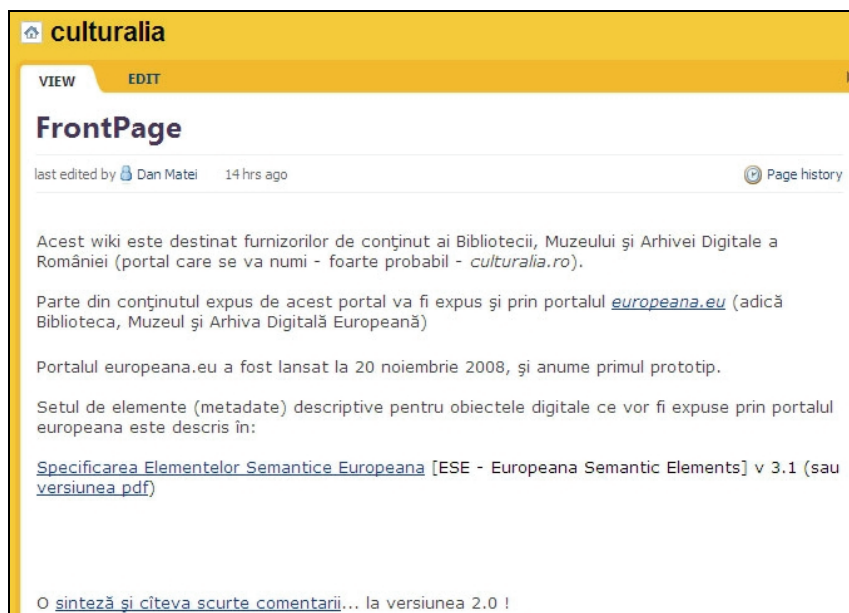 culturalia
VIEW EDIT
FrontPage
last edited by Dan Matei 14 hrs ago Page history
Acest wiki este destinat furnizorilor de conţinut ai Bibliotecii, Muzeului şi Arhivei Digitale a
României (portal care se va numi - foarte probabil - culturalia.ro).
Parte din conţinutul expus de acest portal va fi expus şi prin portalul europeana.eu (adică
Biblioteca, Muzeul şi Arhiva Digitală Europeană)
Portalul europeana.eu a fost lansat la 20 noiembrie 2008, şi anume primul prototip.
Setul de elemente (metadate) descriptive pentru obiectele digitale ce vor fi expuse prin portalul
europeana este descris în:
Specificarea Elementelor Semantice Europeana [ESE - Europeana Semantic Elements] v 3.1 (sau
versiunea pdf)
O sinteză şi cîteva scurte comentarii... la versiunea 2.0 !